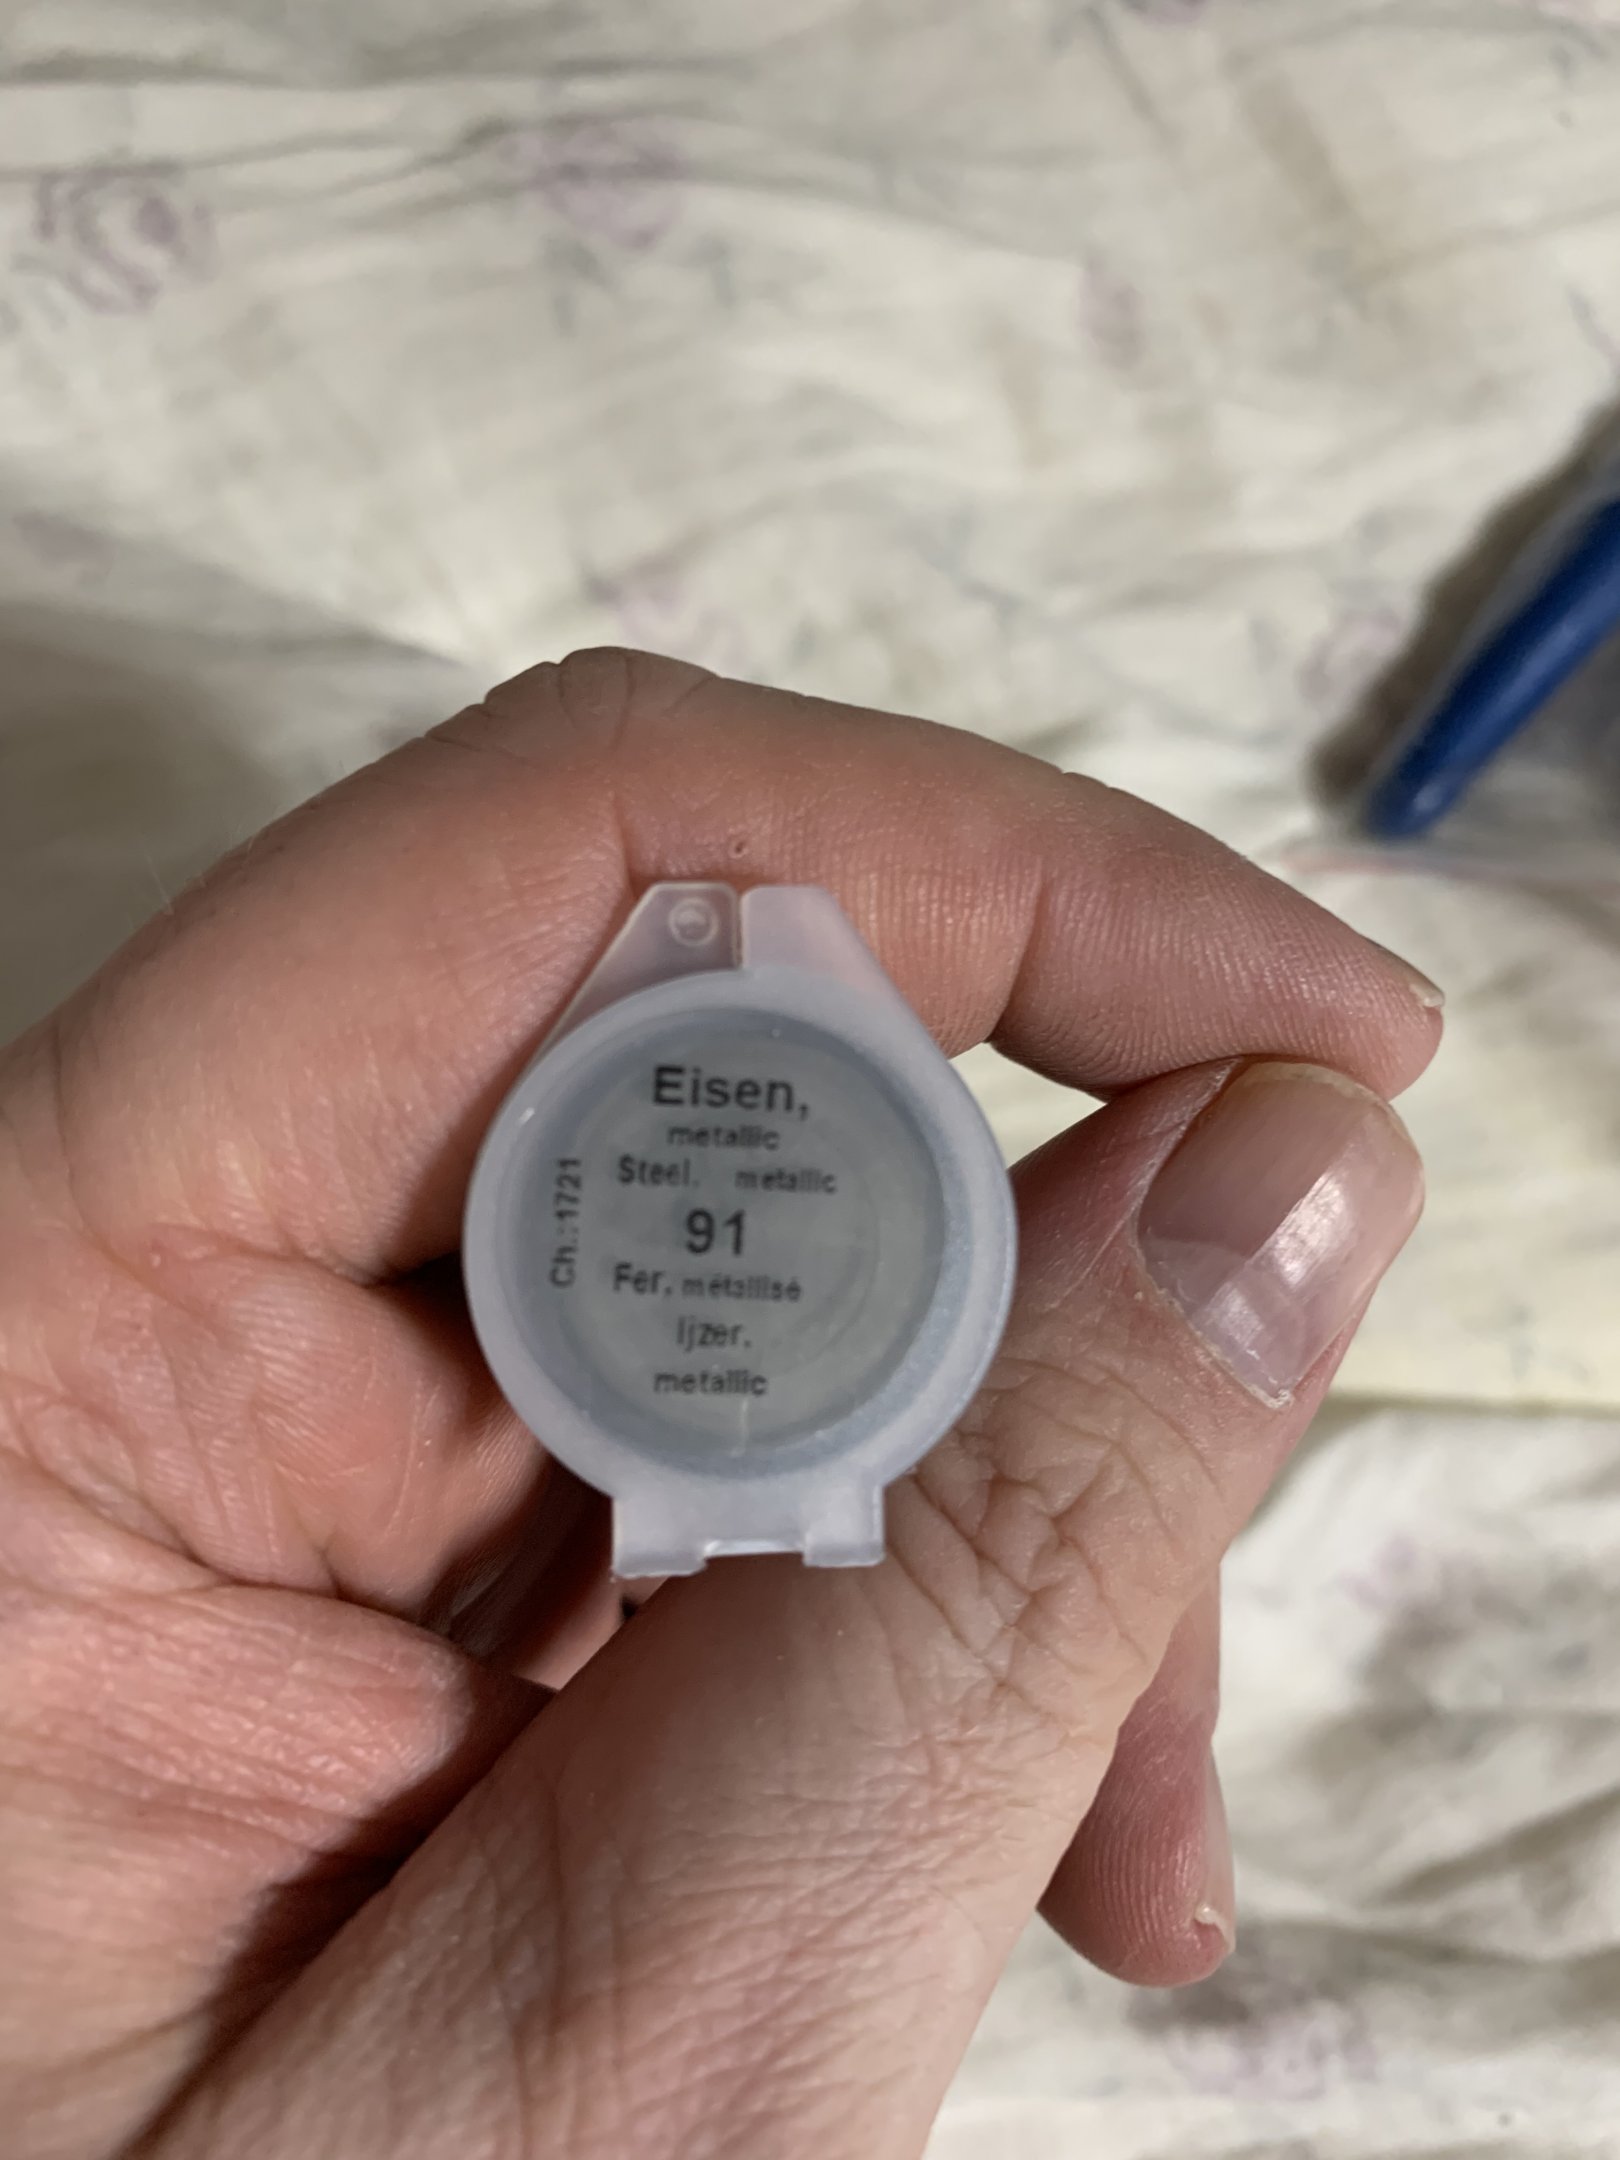 Eisen,
metallic
Steel. metallic
91
Fer, métallisé
Ijzer.
metallic
Ch.:1721